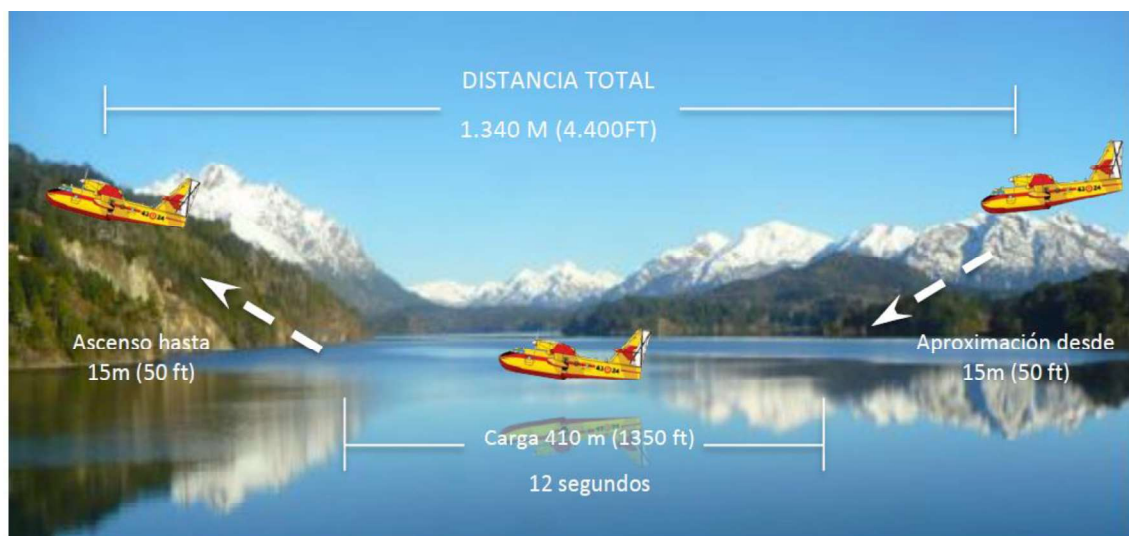 DISTANCIA TOTAL
1.340 M (4.400FT)
Ascenso hasta
15m (50 ft)
Aproximación desde
15m (50 ft)
Carga 410 m (1350 ft)
12 segundos